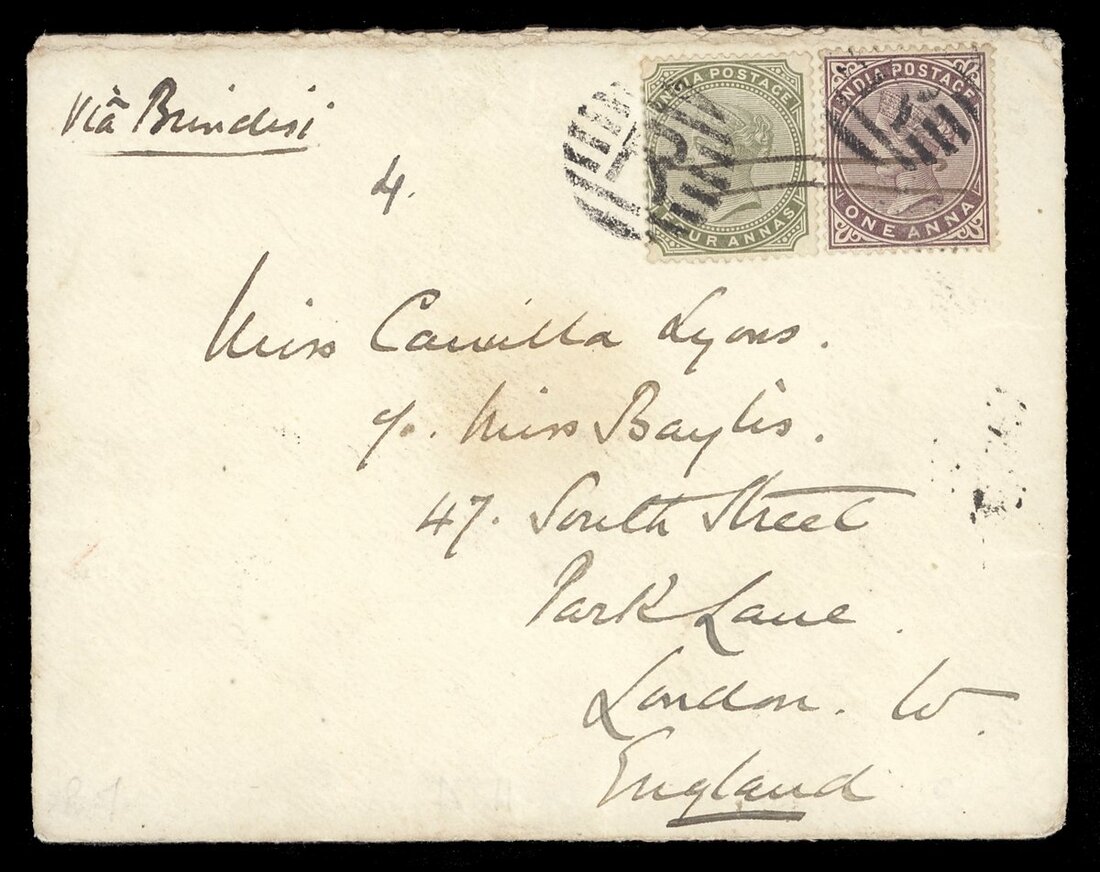 Viâ Brindisi
INDIA POSTAGE
FOUR ANNAS
INDIA POSTAGE
ONE ANNA
4.
Miss Camilla Lyons.
c/o. Miss Baylis.
47. South Street
Park Lane.
London. W.
England